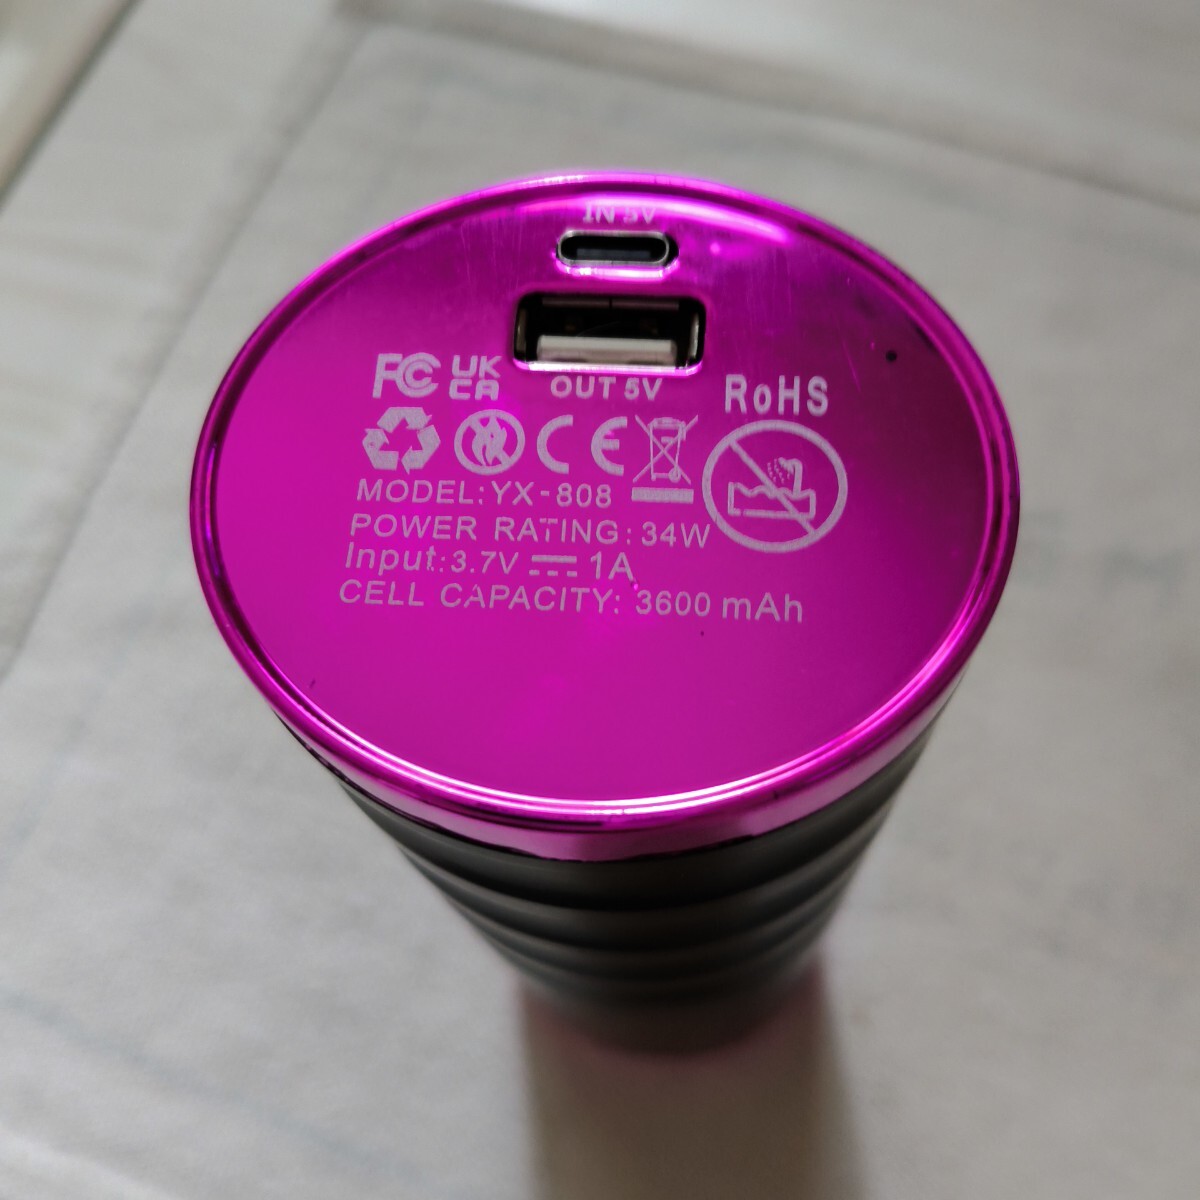 IN 5V
OUT 5V
FC UK CA RoHS
CE
MODEL:YX-808
POWER RATING: 34W
Input:3.7V ⎓ 1A
CELL CAPACITY: 3600 mAh